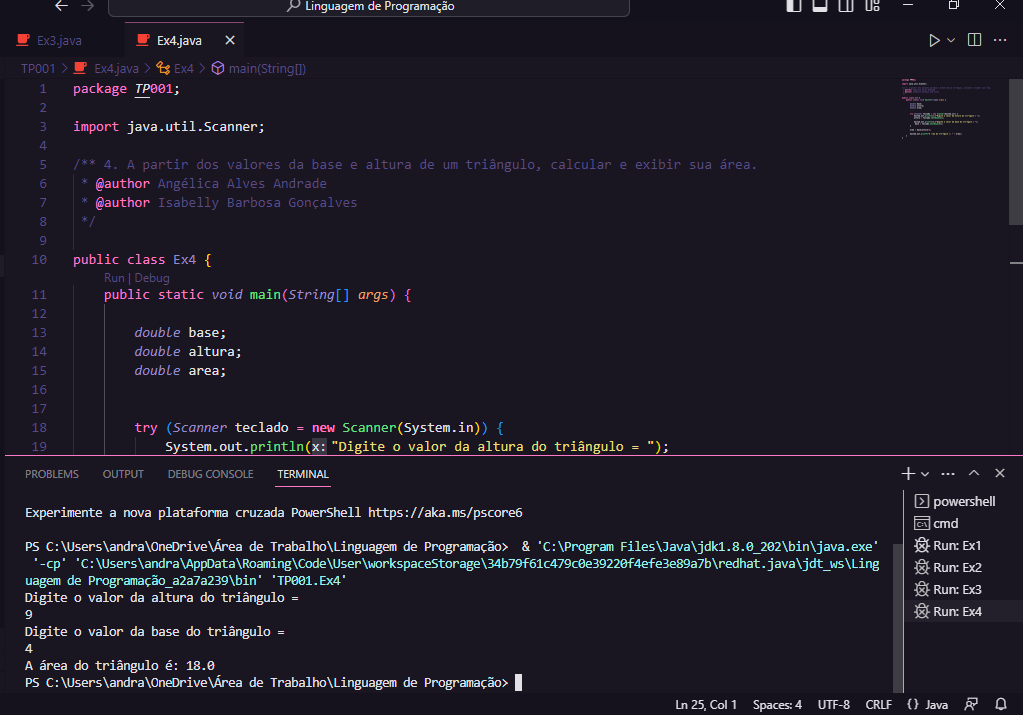 Linguagem de Programação
Ex3.java
Ex4.java
TP001 > Ex4.java > Ex4 > main(String[])
1 package TP001;
2
3 import java.util.Scanner;
4
5 /** 4. A partir dos valores da base e altura de um triângulo, calcular e exibir sua área.
6 * @author Angélica Alves Andrade
7 * @author Isabelly Barbosa Gonçalves
8 */
9
10 public class Ex4 {
Run | Debug
11 public static void main(String[] args) {
12
13 double base;
14 double altura;
15 double area;
16
17
18 try (Scanner teclado = new Scanner(System.in)) {
19 System.out.println(x: "Digite o valor da altura do triângulo = ");
PROBLEMS OUTPUT DEBUG CONSOLE TERMINAL
Experimente a nova plataforma cruzada PowerShell https://aka.ms/pscore6
PS C:\Users\andra\OneDrive\Área de Trabalho\Linguagem de Programação> & 'C:\Program Files\Java\jdk1.8.0_202\bin\java.exe'
'-cp' 'C:\Users\andra\AppData\Roaming\Code\User\workspaceStorage\34b79f61c479c0e39220f4efe3e89a7b\redhat.java\jdt_ws\Ling
uagem de Programação_a2a7a239\bin' 'TP001.Ex4'
Digite o valor da altura do triângulo =
9
Digite o valor da base do triângulo =
4
A área do triângulo é: 18.0
PS C:\Users\andra\OneDrive\Área de Trabalho\Linguagem de Programação>
powershell
cmd
Run: Ex1
Run: Ex2
Run: Ex3
Run: Ex4
Ln 25, Col 1 Spaces: 4 UTF-8 CRLF {} Java